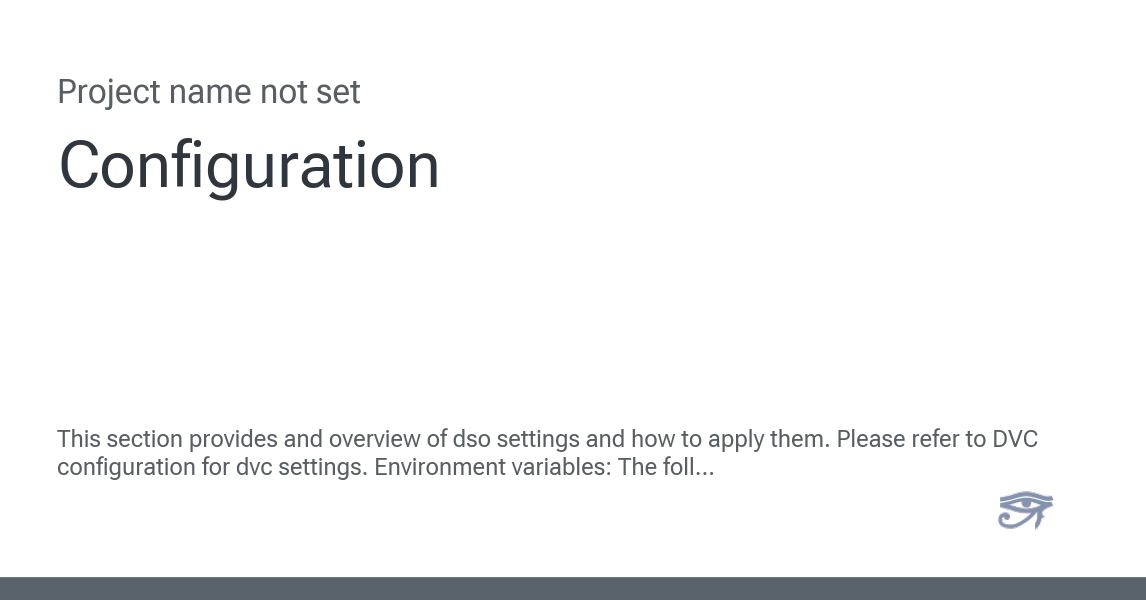 Project name not set
Configuration
This section provides and overview of dso settings and how to apply them. Please refer to DVC
configuration for dvc settings. Environment variables: The foll...